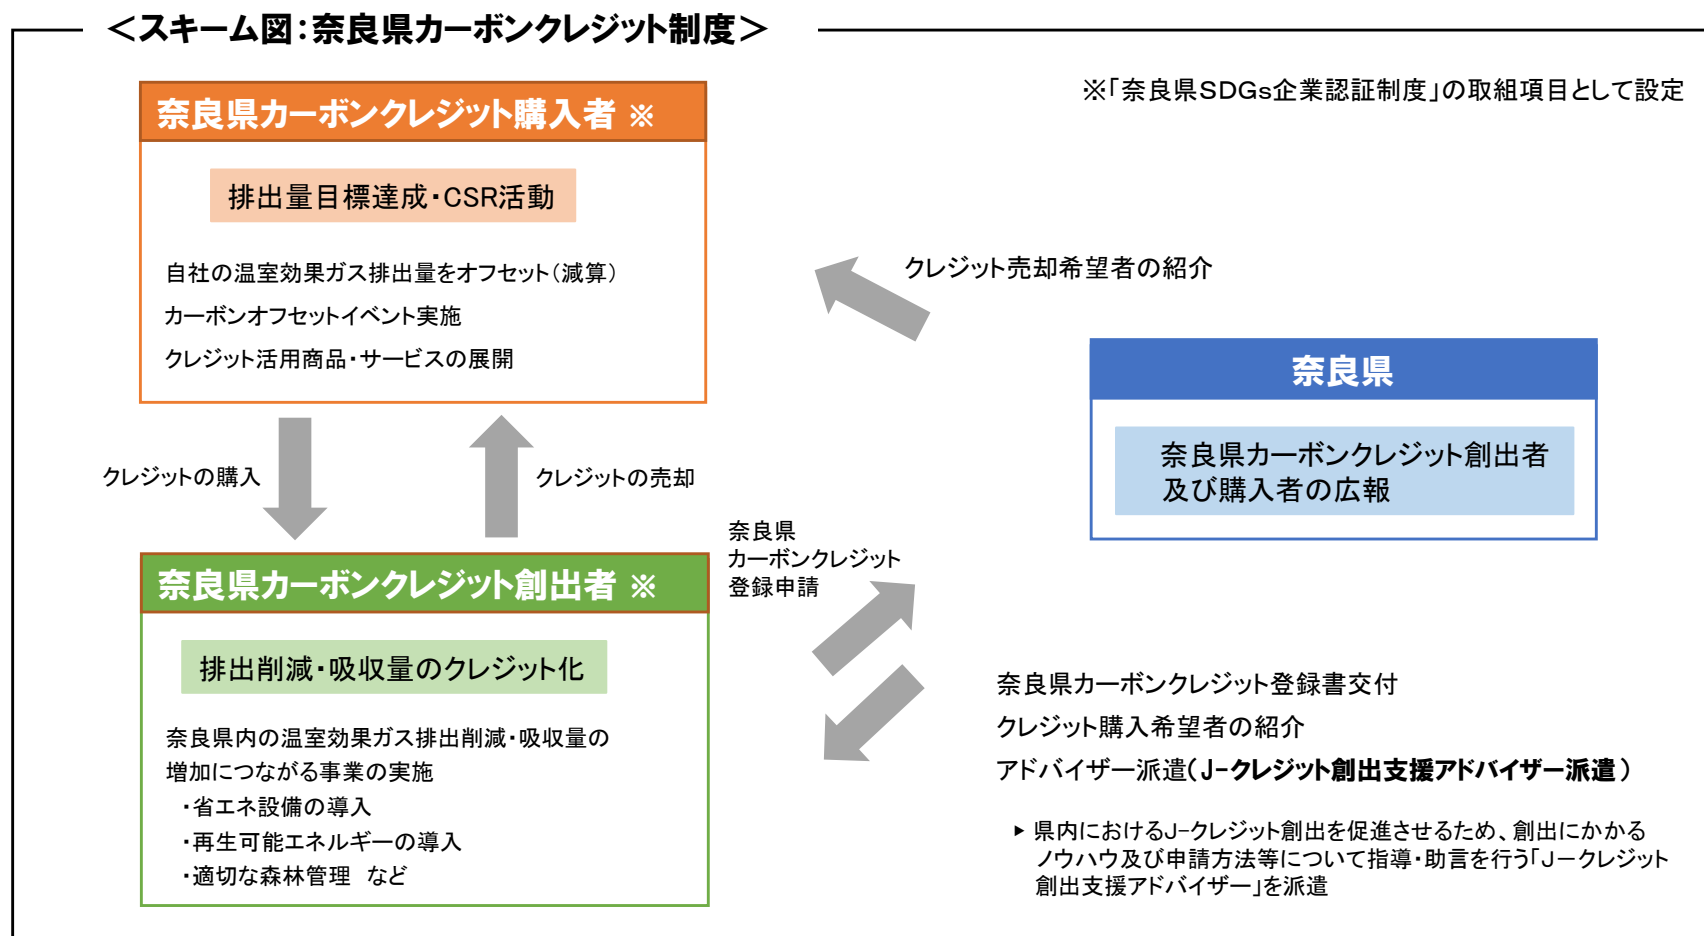 ＜スキーム図：奈良県カーボンクレジット制度＞
※「奈良県ＳＤＧｓ企業認証制度」の取組項目として設定
奈良県カーボンクレジット購入者 ※
排出量目標達成・CSR活動
自社の温室効果ガス排出量をオフセット（減算）
カーボンオフセットイベント実施
クレジット活用商品・サービスの展開
クレジット売却希望者の紹介
奈良県
奈良県カーボンクレジット創出者
及び購入者の広報
クレジットの購入
クレジットの売却
奈良県
カーボンクレジット
登録申請
奈良県カーボンクレジット創出者 ※
排出削減・吸収量のクレジット化
奈良県内の温室効果ガス排出削減・吸収量の
増加につながる事業の実施
・省エネ設備の導入
・再生可能エネルギーの導入
・適切な森林管理　など
奈良県カーボンクレジット登録書交付
クレジット購入希望者の紹介
アドバイザー派遣（J-クレジット創出支援アドバイザー派遣）
▶ 県内におけるJ-クレジット創出を促進させるため、創出にかかる
ノウハウ及び申請方法等について指導・助言を行う「Ｊ－クレジット
創出支援アドバイザー」を派遣